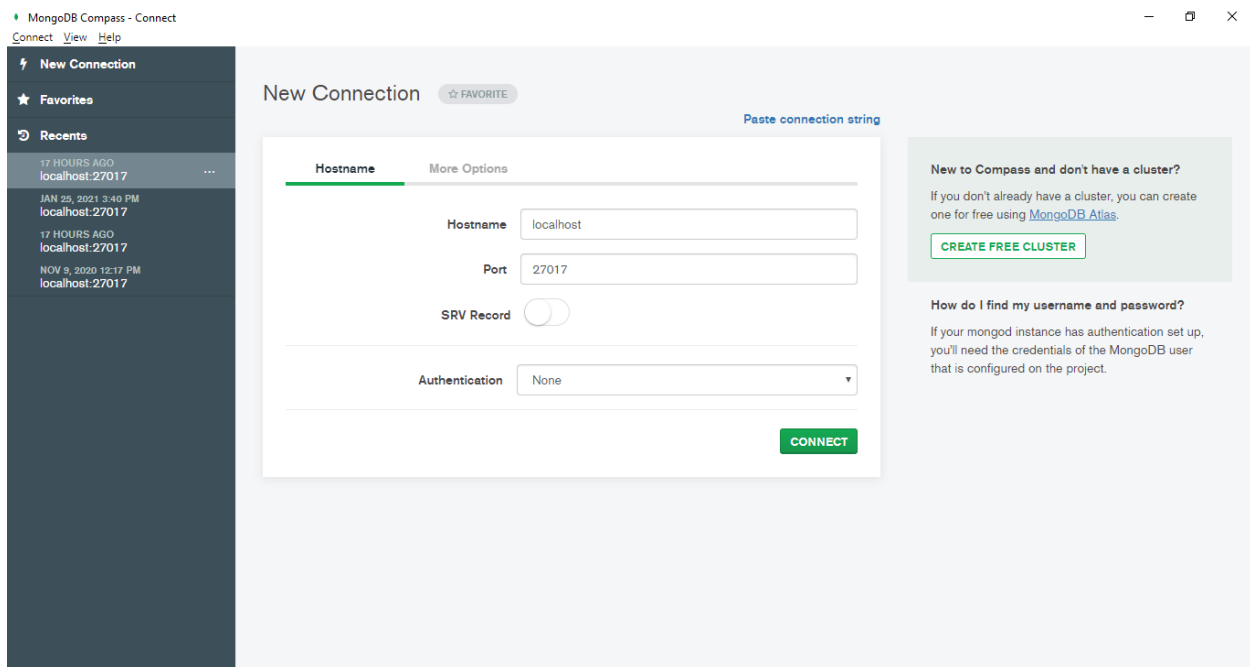 MongoDB Compass - Connect
Connect View Help
New Connection
Favorites
Recents
17 HOURS AGO
localhost:27017
...
JAN 25, 2021 3:40 PM
localhost:27017
17 HOURS AGO
localhost:27017
NOV 9, 2020 12:17 PM
localhost:27017
New Connection
FAVORITE
Paste connection string
Hostname More Options
Hostname localhost
Port 27017
SRV Record
Authentication None
CONNECT
New to Compass and don't have a cluster?
If you don't already have a cluster, you can create
one for free using MongoDB Atlas.
CREATE FREE CLUSTER
How do I find my username and password?
If your mongod instance has authentication set up,
you'll need the credentials of the MongoDB user
that is configured on the project.